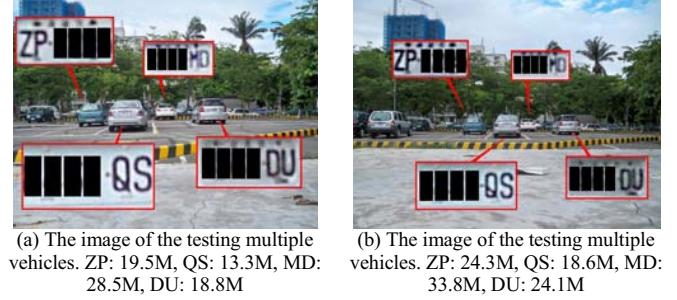 ZP
MD
QS
DU
ZP
MD
QS
DU
(a) The image of the testing multiple
vehicles. ZP: 19.5M, QS: 13.3M, MD:
28.5M, DU: 18.8M
(b) The image of the testing multiple
vehicles. ZP: 24.3M, QS: 18.6M, MD:
33.8M, DU: 24.1M